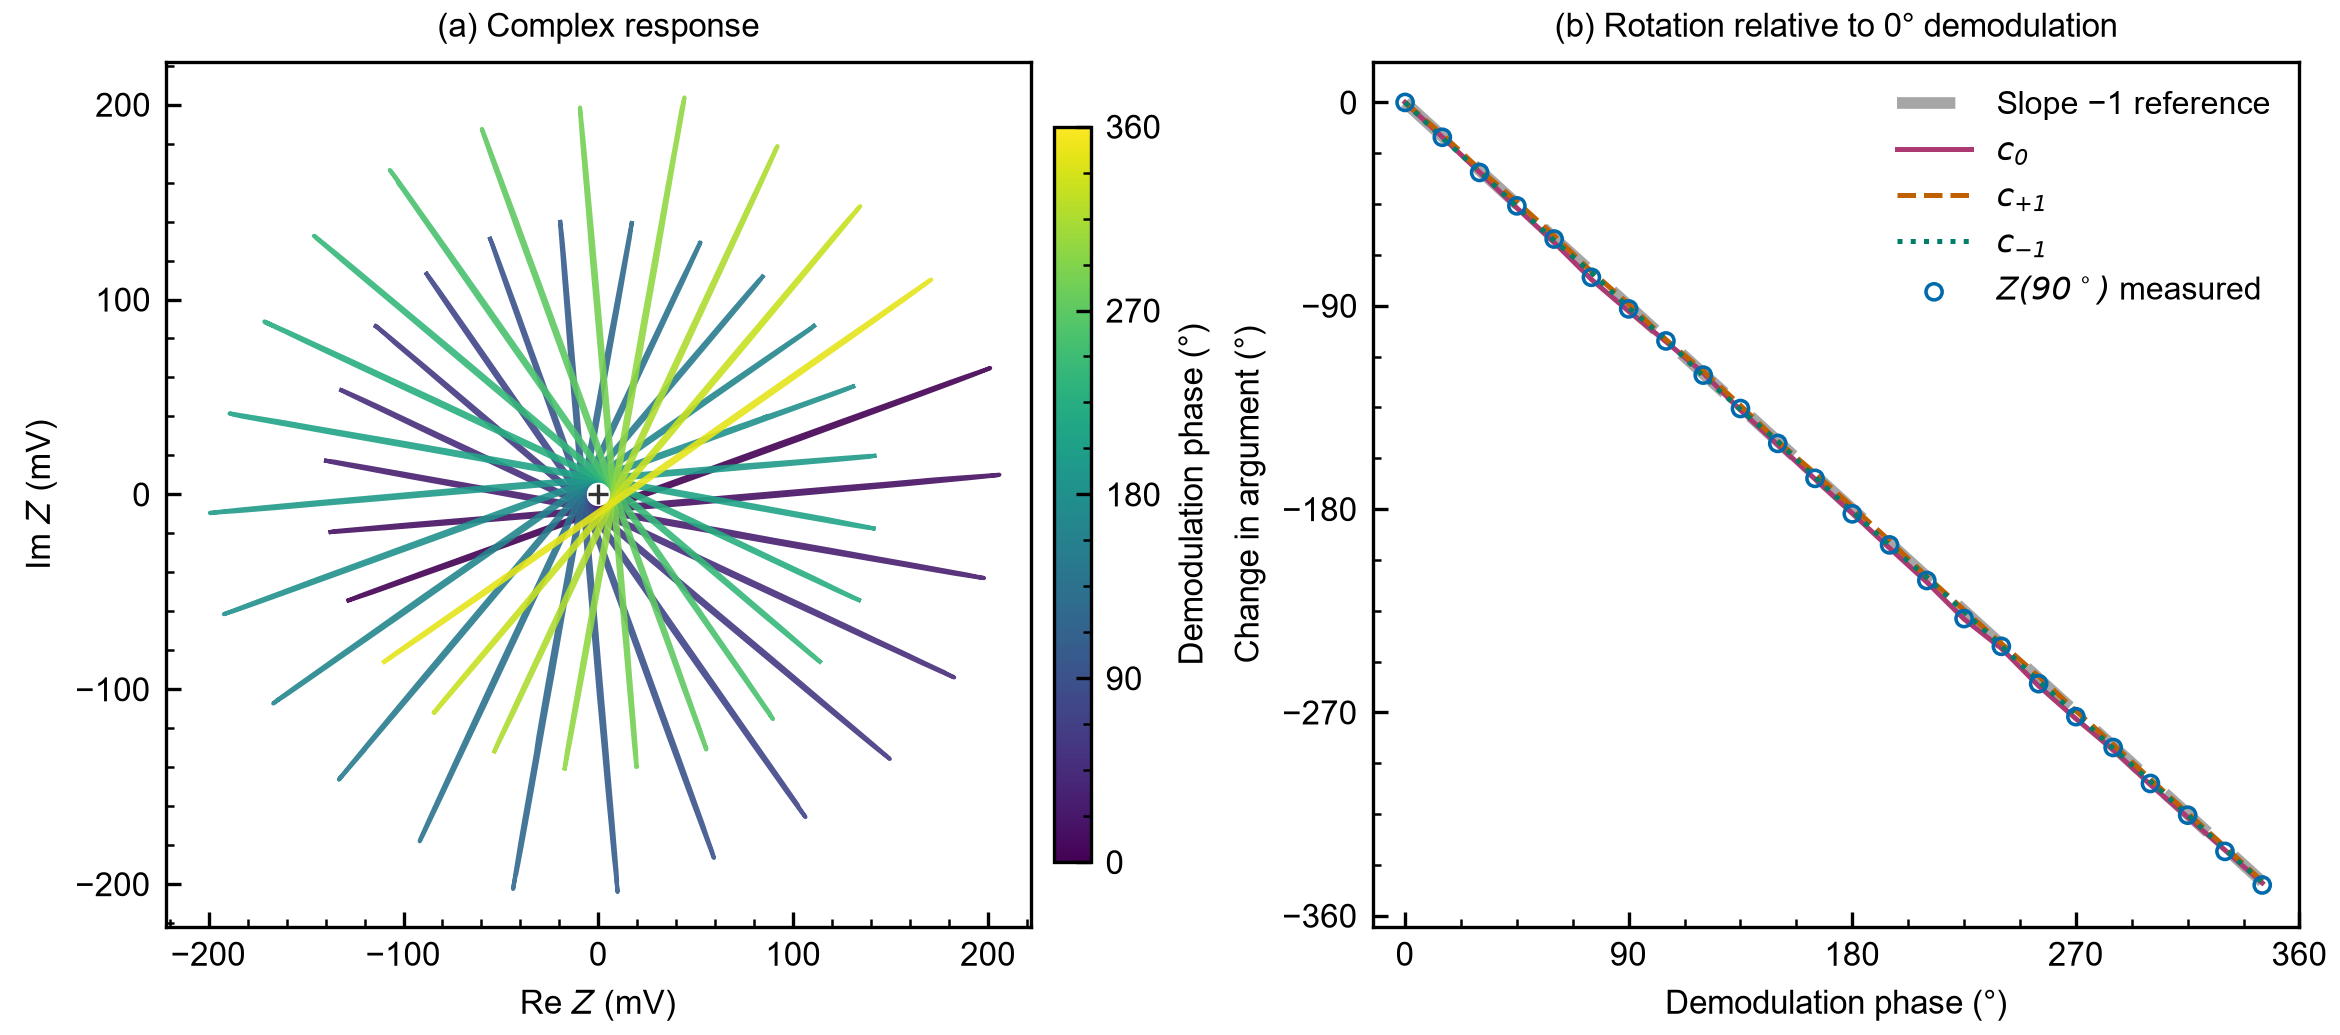 (a) Complex response
Im Z (mV)
200
100
0
−100
−200
−200
−100
0
100
200
Re Z (mV)
360
270
180
90
0
Demodulation phase (°)
(b) Rotation relative to 0° demodulation
Change in argument (°)
0
−90
−180
−270
−360
0
90
180
270
360
Demodulation phase (°)
Slope −1 reference
c₀
c₊₁
c₋₁
Z(90°) measured